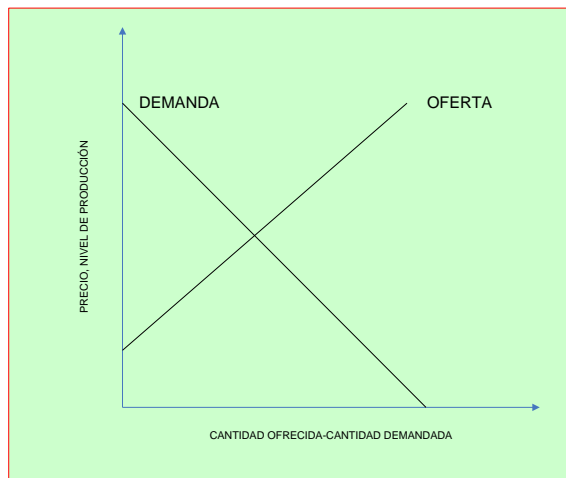 DEMANDA
OFERTA
PRECIO, NIVEL DE PRODUCCIÓN
CANTIDAD OFRECIDA-CANTIDAD DEMANDADA